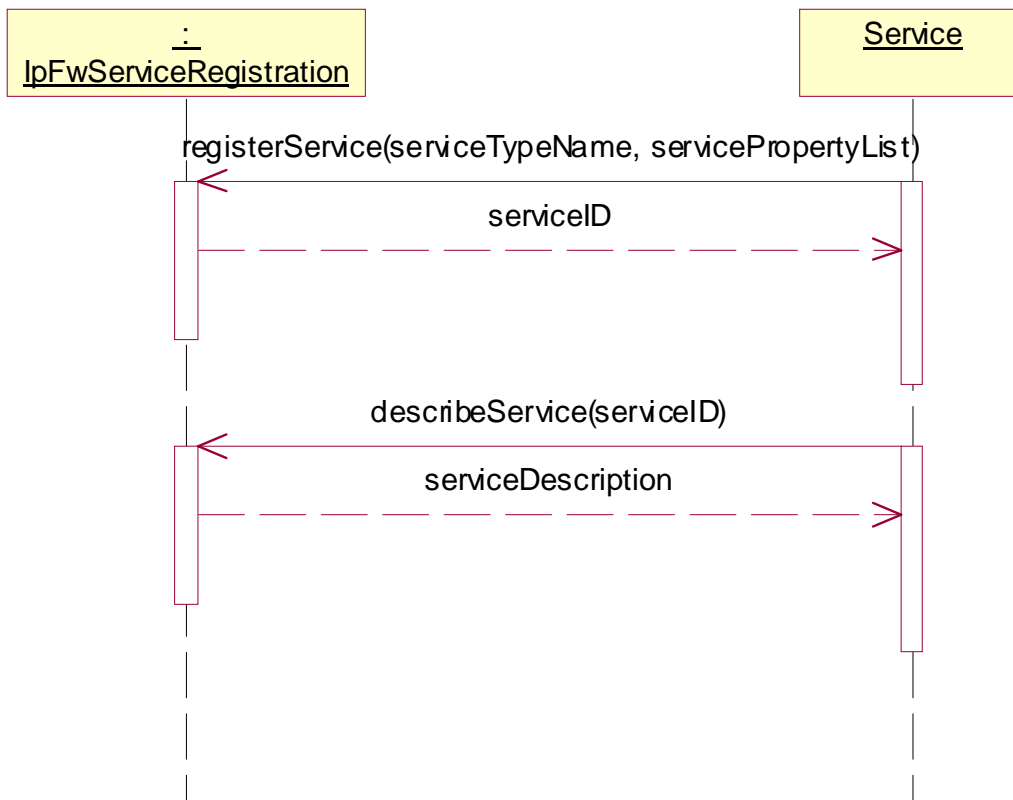 :
IpFwServiceRegistration
Service
registerService(serviceTypeName, servicePropertyList)
serviceID
describeService(serviceID)
serviceDescription